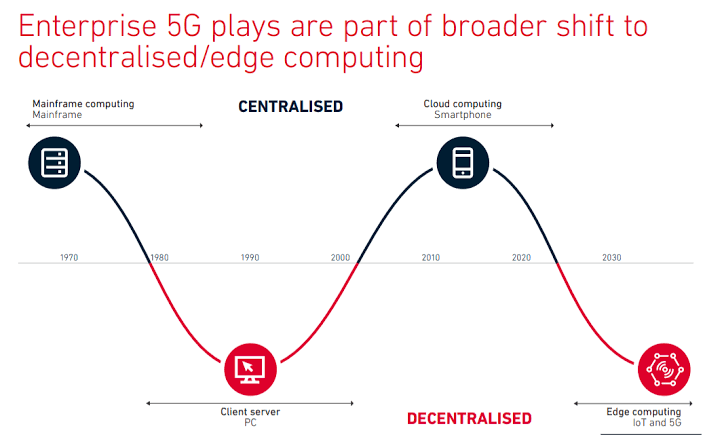 Enterprise 5G plays are part of broader shift to
decentralised/edge computing
Mainframe computing
Mainframe
CENTRALISED
Cloud computing
Smartphone
1970
1980
1990
2000
2010
2020
2030
Client server
PC
DECENTRALISED
Edge computing
IoT and 5G